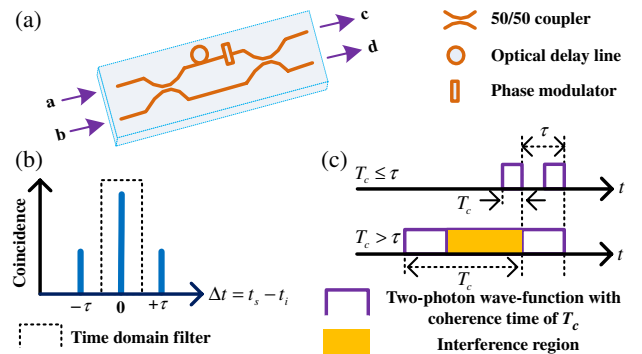 (a)
a
b
c
d
50/50 coupler
Optical delay line
Phase modulator
(b)
Coincidence
−τ
0
+τ
Δt = t_s − t_i
Time domain filter
(c)
T_c ≤ τ
τ
T_c
t
T_c > τ
T_c
t
Two-photon wave-function with
coherence time of T_c
Interference region